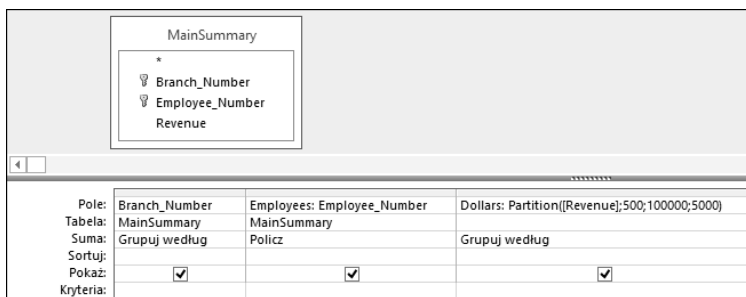 MainSummary
*
Branch_Number
Employee_Number
Revenue
Pole: Branch_Number Employees: Employee_Number Dollars: Partition([Revenue];500;100000;5000)
Tabela: MainSummary MainSummary
Suma: Grupuj według Policz Grupuj według
Sortuj:
Pokaż:
Kryteria: